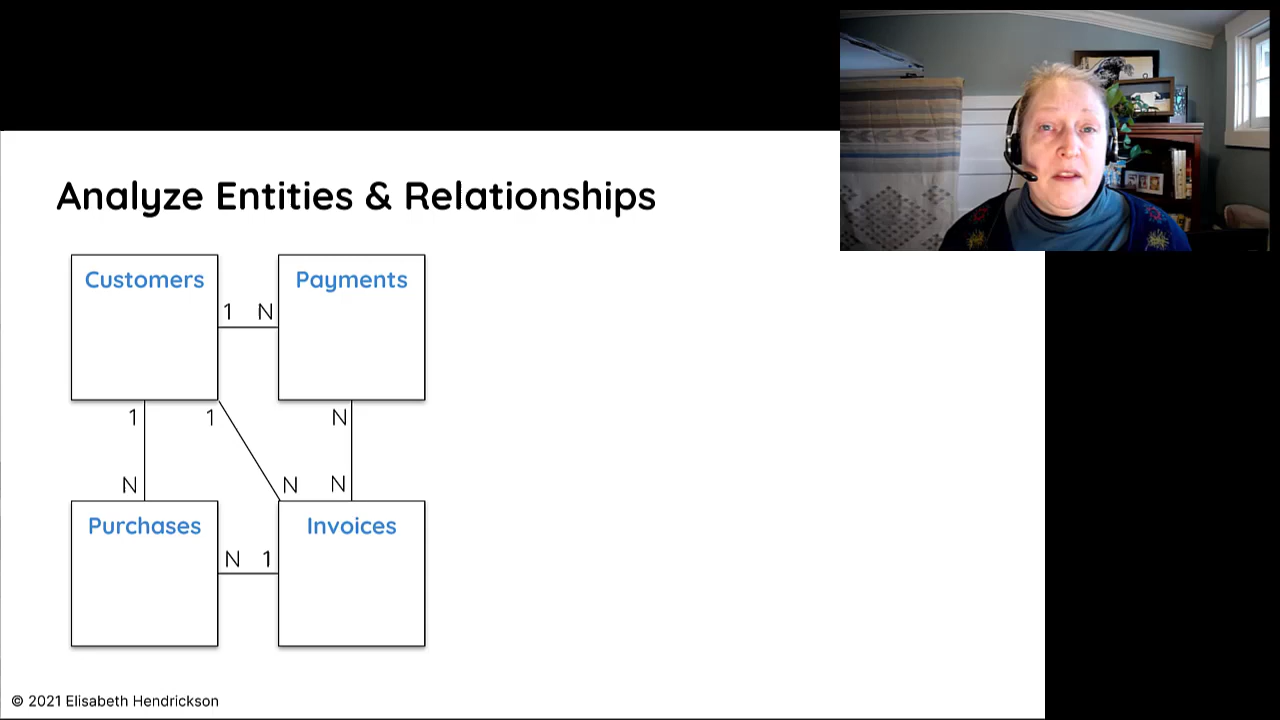 Analyze Entities & Relationships
Customers
Payments
1 N
1
1
N
N
N
N
Purchases
Invoices
N 1
© 2021 Elisabeth Hendrickson